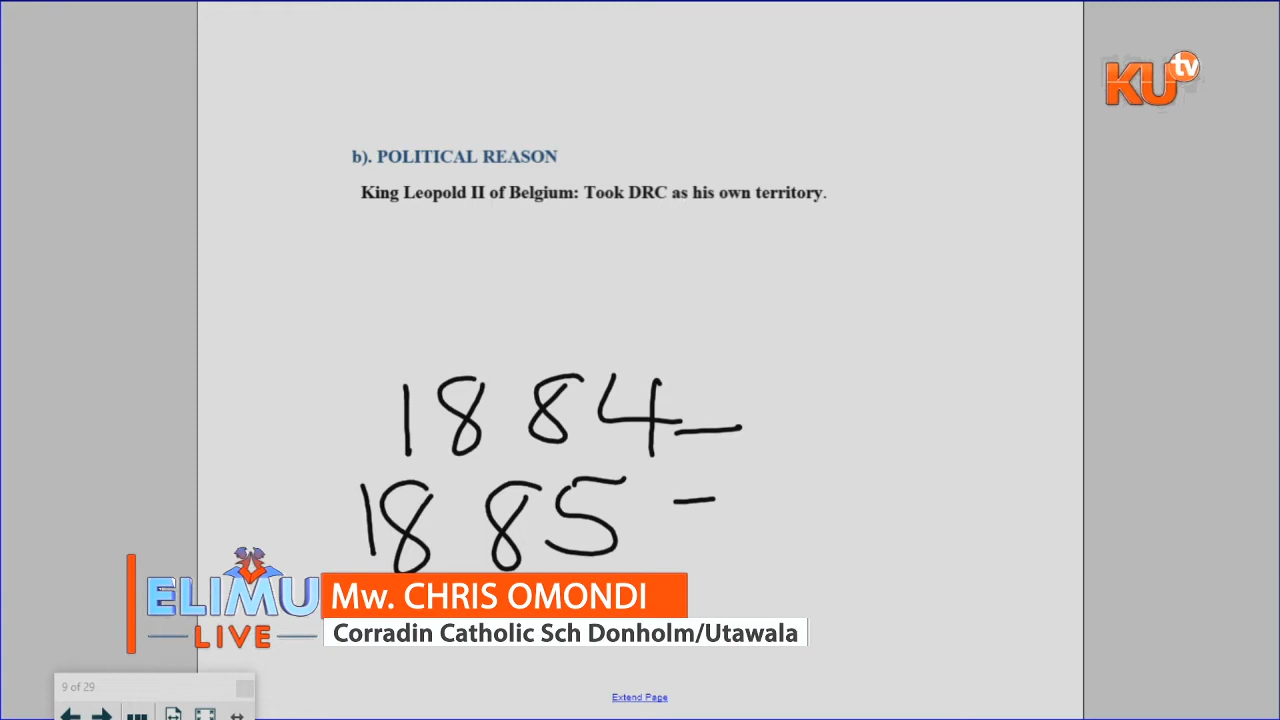 KU tv
b). POLITICAL REASON
King Leopold II of Belgium: Took DRC as his own territory.
1884 –
1885 –
ELIMU
LIVE
Mw. CHRIS OMONDI
Corradin Catholic Sch Donholm/Utawala
9 of 29
Extend Page